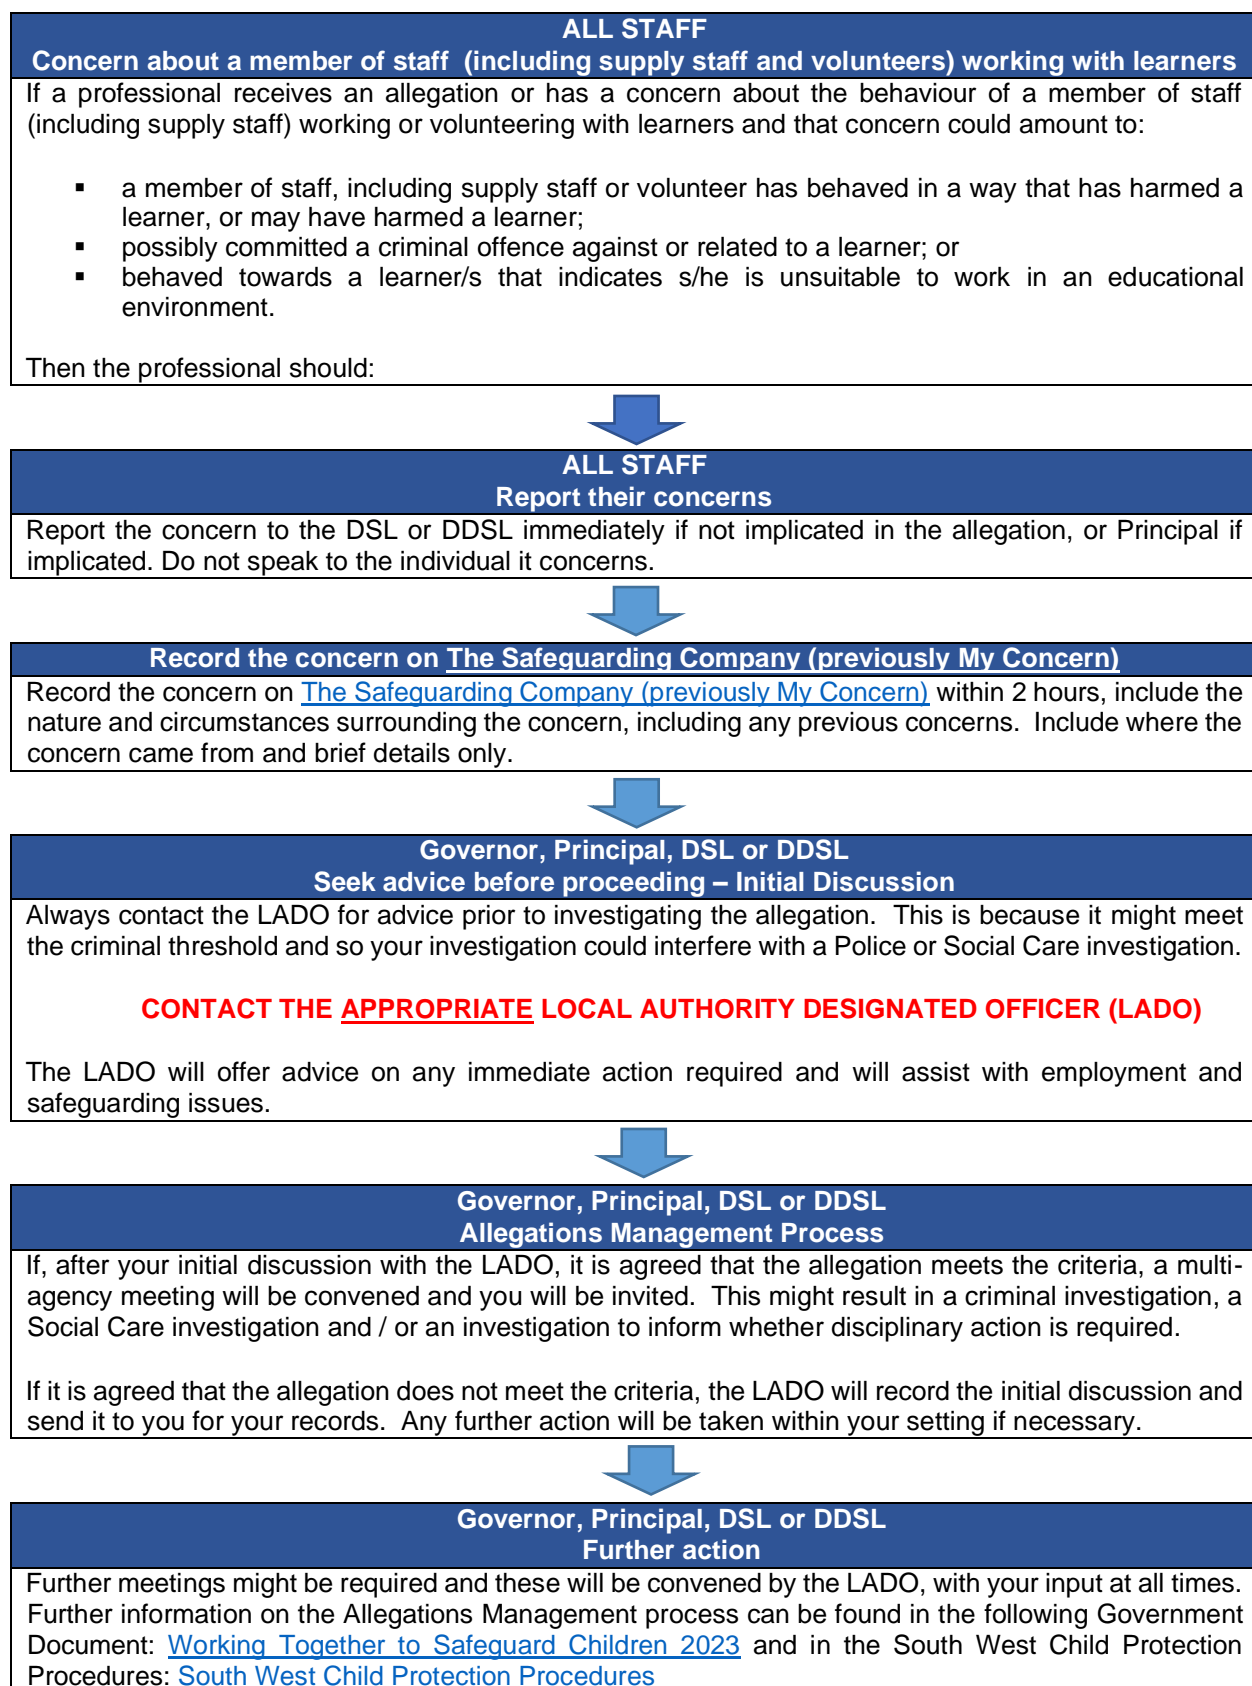 ALL STAFF
Concern about a member of staff (including supply staff and volunteers) working with learners
If a professional receives an allegation or has a concern about the behaviour of a member of staff
(including supply staff) working or volunteering with learners and that concern could amount to:
▪ a member of staff, including supply staff or volunteer has behaved in a way that has harmed a
learner, or may have harmed a learner;
▪ possibly committed a criminal offence against or related to a learner; or
▪ behaved towards a learner/s that indicates s/he is unsuitable to work in an educational
environment.
Then the professional should:
ALL STAFF
Report their concerns
Report the concern to the DSL or DDSL immediately if not implicated in the allegation, or Principal if
implicated. Do not speak to the individual it concerns.
Record the concern on The Safeguarding Company (previously My Concern)
Record the concern on The Safeguarding Company (previously My Concern) within 2 hours, include the
nature and circumstances surrounding the concern, including any previous concerns. Include where the
concern came from and brief details only.
Governor, Principal, DSL or DDSL
Seek advice before proceeding – Initial Discussion
Always contact the LADO for advice prior to investigating the allegation. This is because it might meet
the criminal threshold and so your investigation could interfere with a Police or Social Care investigation.
CONTACT THE APPROPRIATE LOCAL AUTHORITY DESIGNATED OFFICER (LADO)
The LADO will offer advice on any immediate action required and will assist with employment and
safeguarding issues.
Governor, Principal, DSL or DDSL
Allegations Management Process
If, after your initial discussion with the LADO, it is agreed that the allegation meets the criteria, a multi-
agency meeting will be convened and you will be invited. This might result in a criminal investigation, a
Social Care investigation and / or an investigation to inform whether disciplinary action is required.
If it is agreed that the allegation does not meet the criteria, the LADO will record the initial discussion and
send it to you for your records. Any further action will be taken within your setting if necessary.
Governor, Principal, DSL or DDSL
Further action
Further meetings might be required and these will be convened by the LADO, with your input at all times.
Further information on the Allegations Management process can be found in the following Government
Document: Working Together to Safeguard Children 2023 and in the South West Child Protection
Procedures: South West Child Protection Procedures